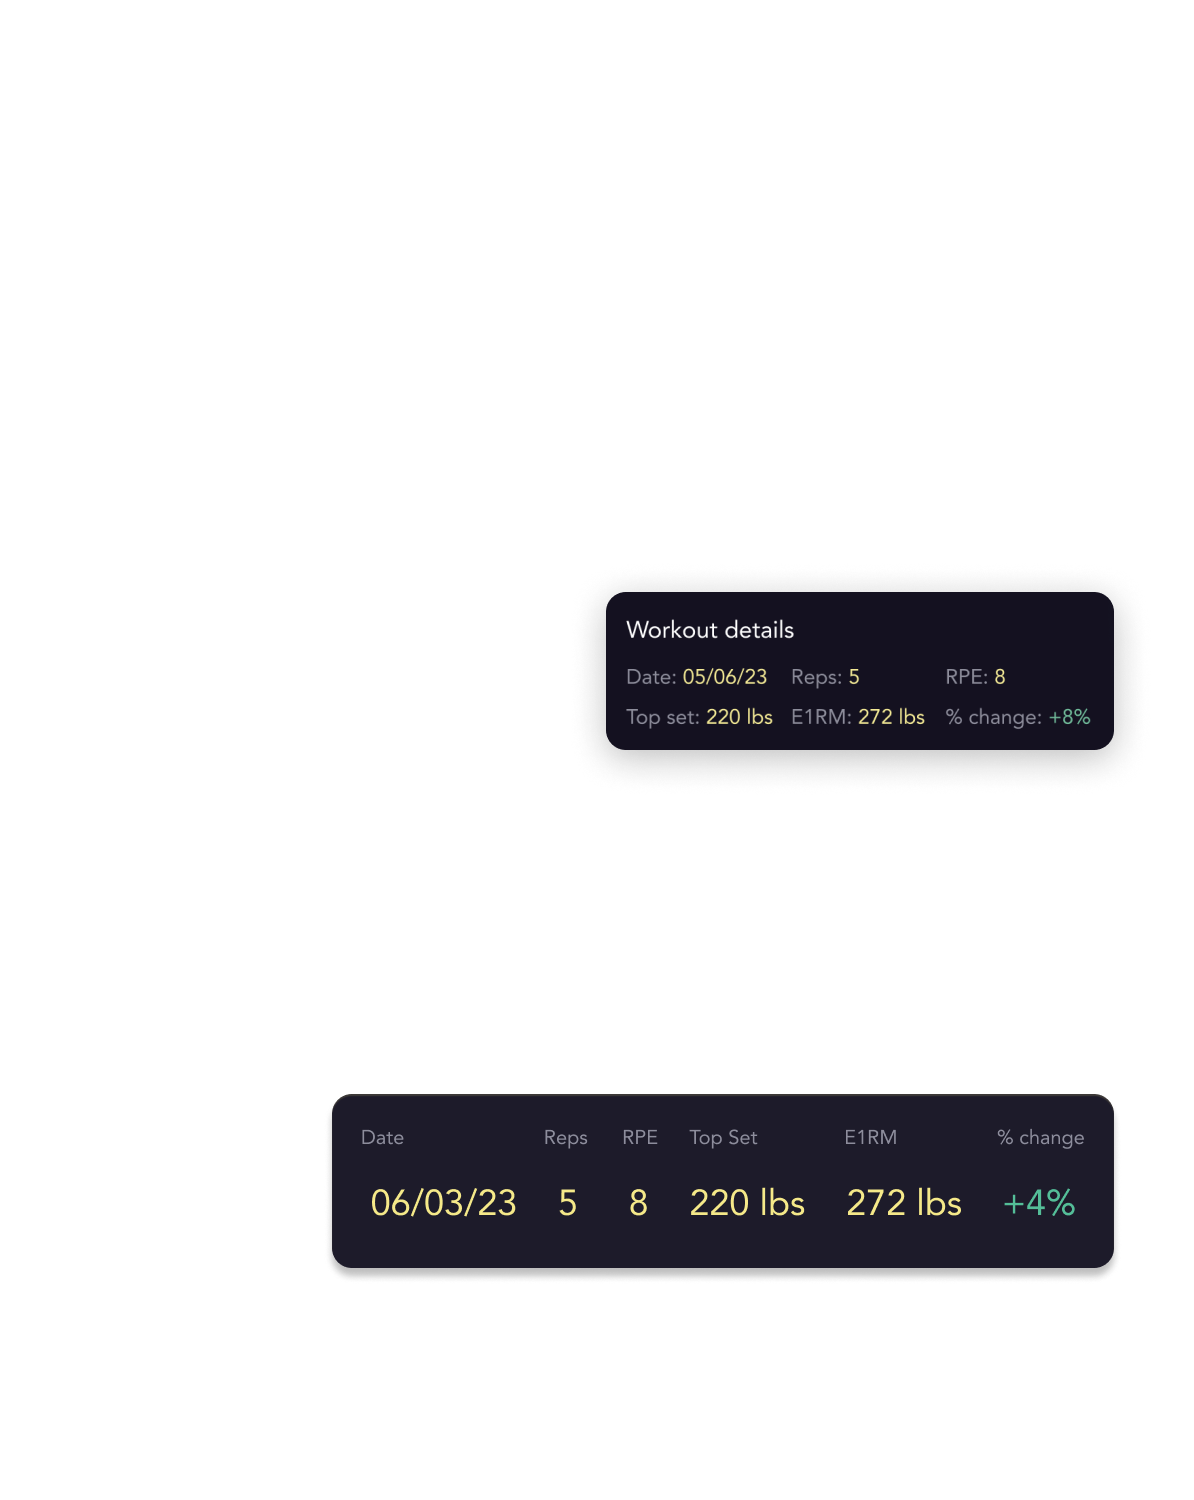 Workout details
Date: 05/06/23 Reps: 5 RPE: 8
Top set: 220 lbs E1RM: 272 lbs % change: +8%
Date Reps RPE Top Set E1RM % change
06/03/23 5 8 220 lbs 272 lbs +4%